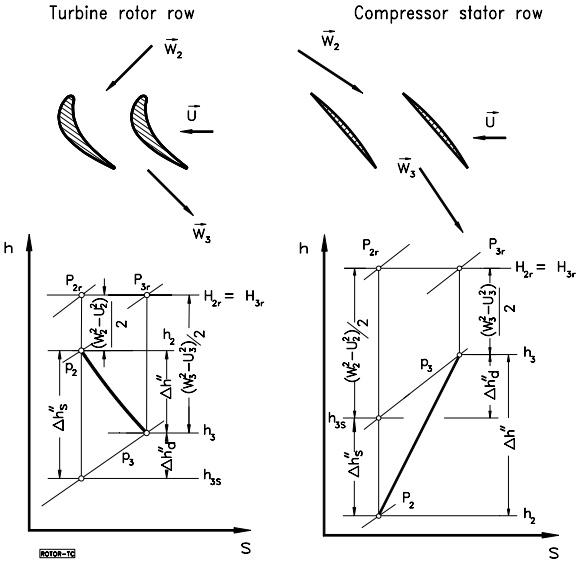 Turbine rotor row
Compressor stator row
W₂
W₂
U
U
W₃
W₃
h
h
P₂r
P₃r
P₂r
P₃r
H₂r = H₃r
H₂r = H₃r
(W₂²-U₂²)/2
(W₃²-U₃²)/2
(W₂²-U₂²)/2
(W₃²-U₃²)/2
h₂
h₃
p₂
p₃
Δh″s
Δh″
Δh″d
h₃s
Δh″d
h₃
Δh″s
Δh″
p₃
h₃s
P₂
h₂
S
S
ROTOR-TC